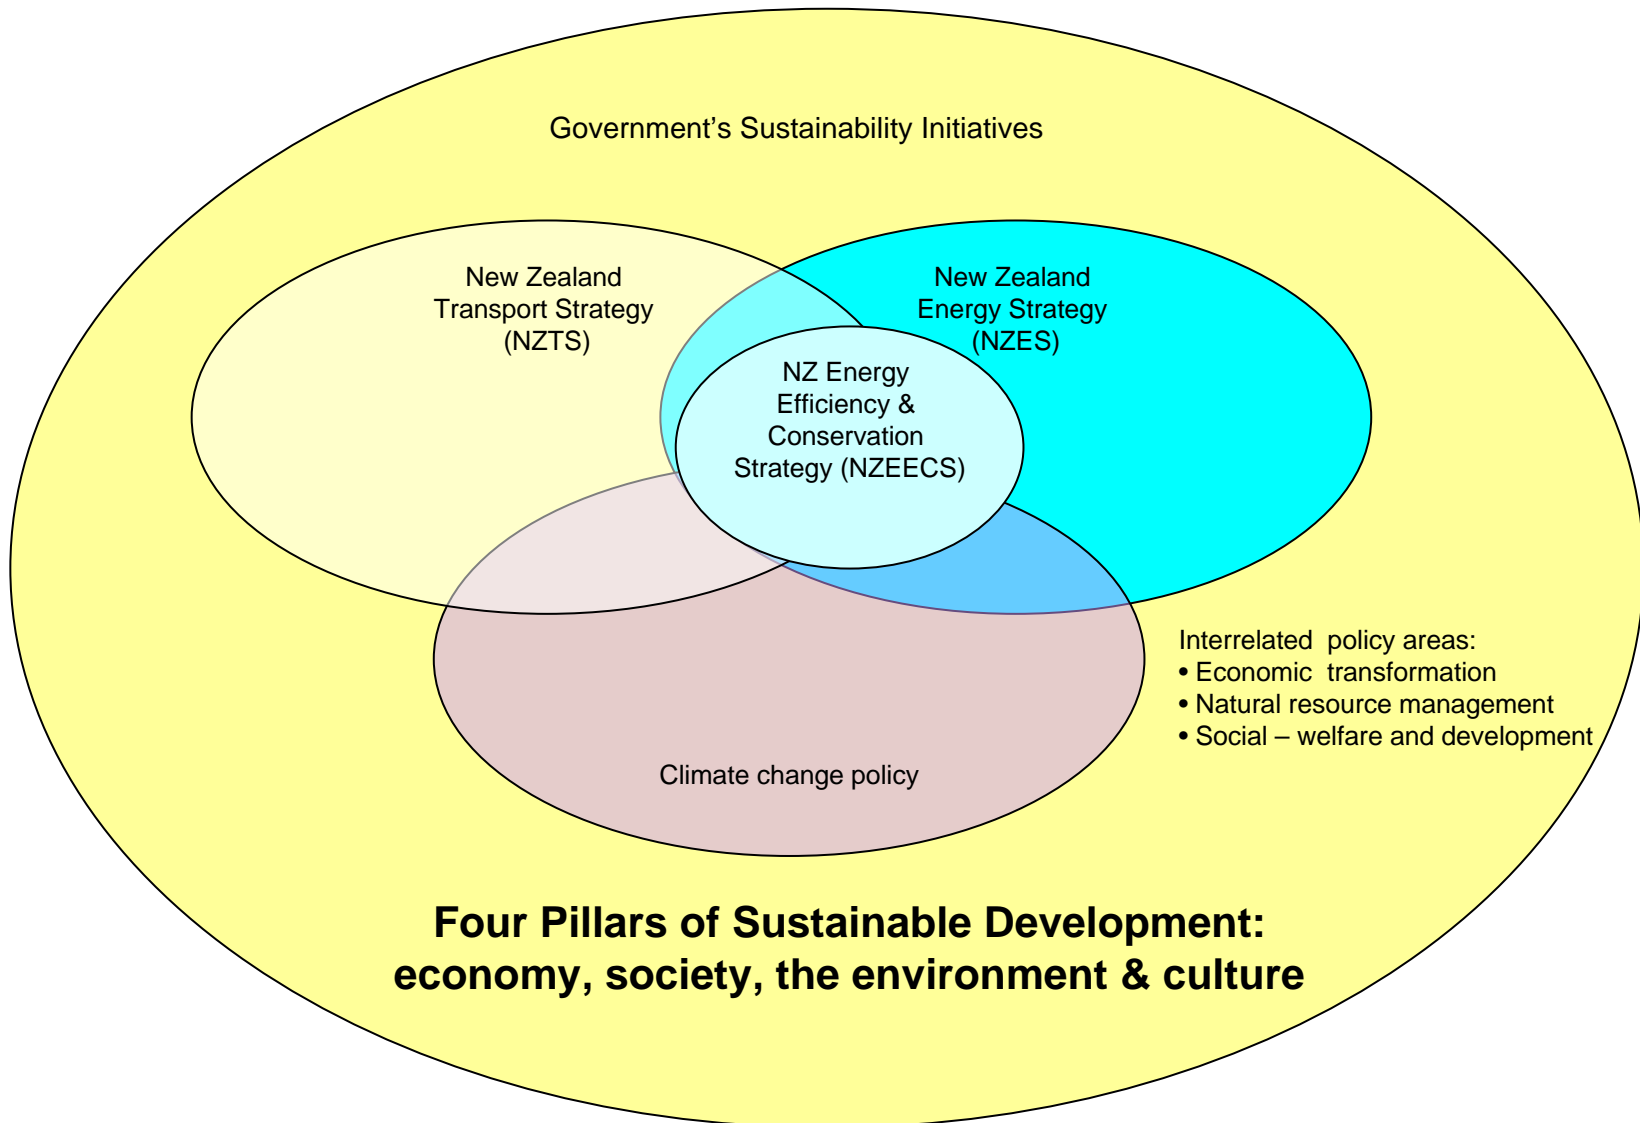 Government’s Sustainability Initiatives
New Zealand
Transport Strategy
(NZTS)
New Zealand
Energy Strategy
(NZES)
NZ Energy
Efficiency &
Conservation
Strategy (NZEECS)
Interrelated policy areas:
• Economic transformation
• Natural resource management
• Social – welfare and development
Climate change policy
Four Pillars of Sustainable Development:
economy, society, the environment & culture